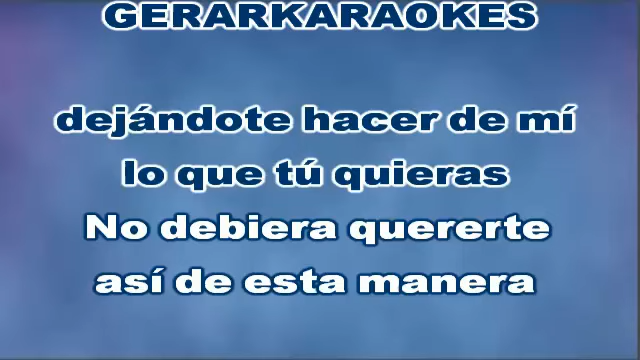 GERARKARAOKES
dejándote hacer de mí
lo que tú quieras
No debiera quererte
así de esta manera